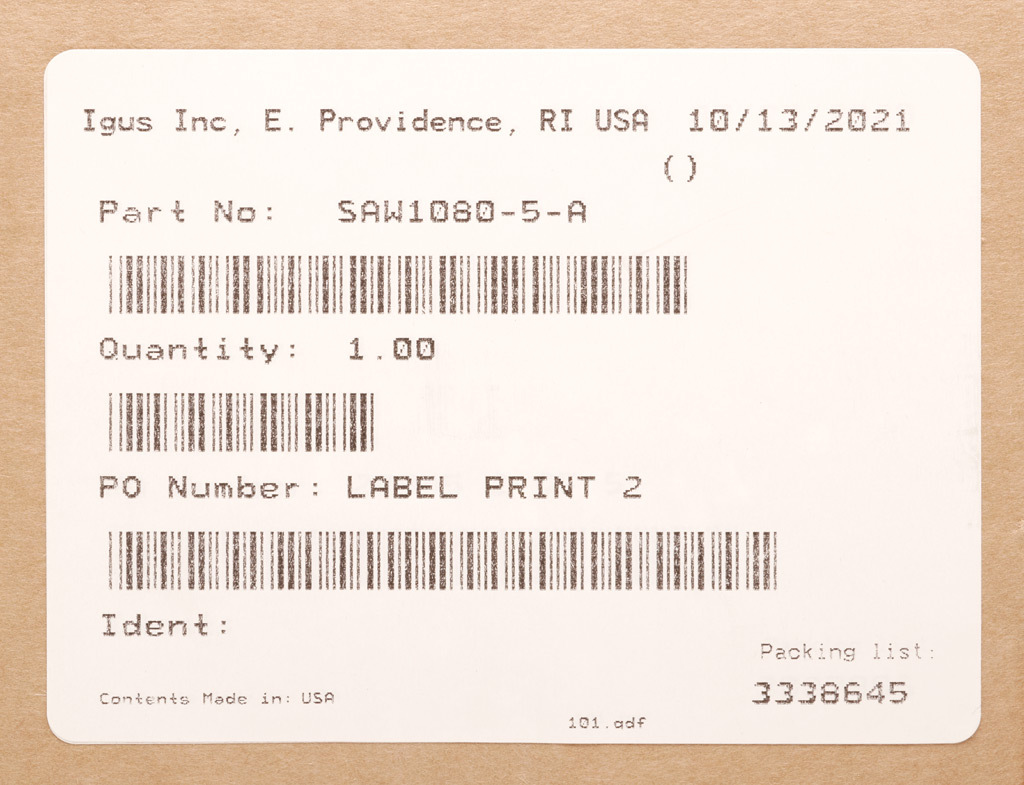 Igus Inc, E. Providence, RI USA 10/13/2021
()
Part No: SAW1080-5-A
Quantity: 1.00
PO Number: LABEL PRINT 2
Ident:
Packing list:
3338645
Contents Made in: USA
101.qdf